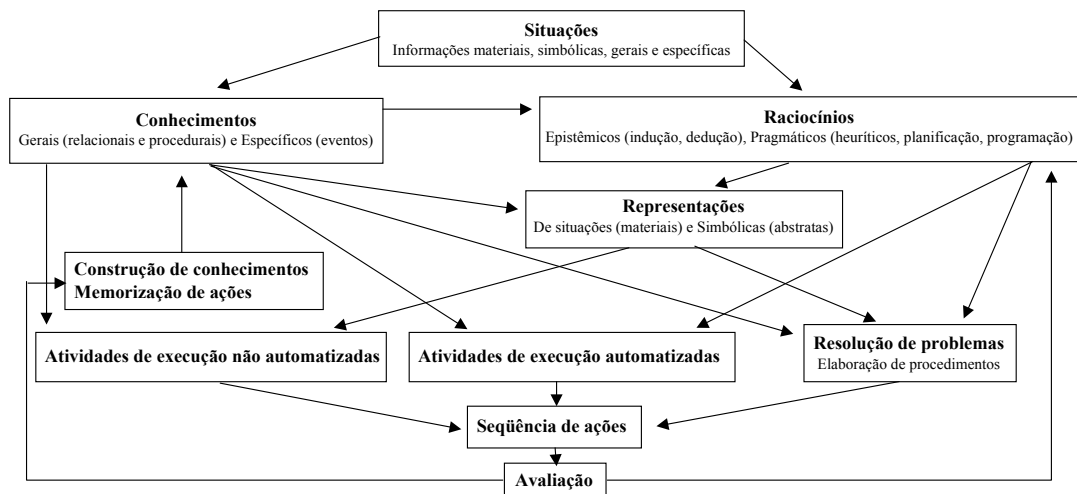 Situações
Informações materiais, simbólicas, gerais e específicas
Conhecimentos
Gerais (relacionais e procedurais) e Específicos (eventos)
Raciocínios
Epistêmicos (indução, dedução), Pragmáticos (heuríticos, planificação, programação)
Representações
De situações (materiais) e Simbólicas (abstratas)
Construção de conhecimentos
Memorização de ações
Atividades de execução não automatizadas
Atividades de execução automatizadas
Resolução de problemas
Elaboração de procedimentos
Seqüência de ações
Avaliação